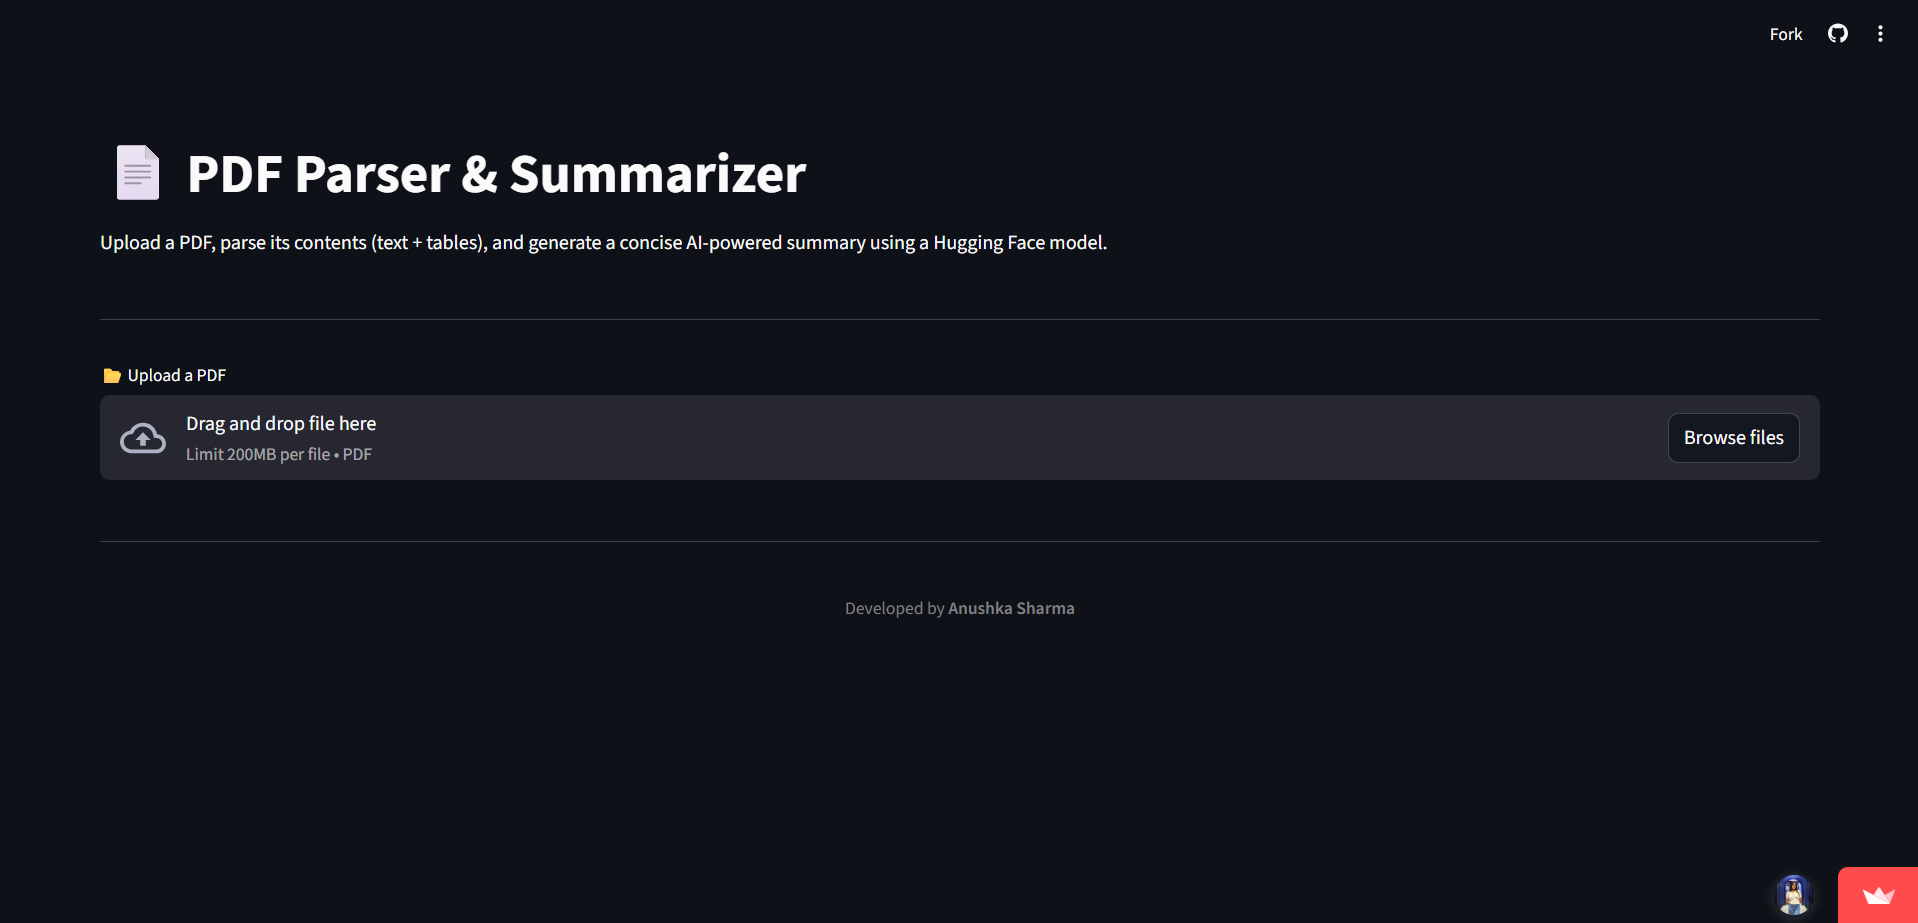 Fork
PDF Parser & Summarizer
Upload a PDF, parse its contents (text + tables), and generate a concise AI-powered summary using a Hugging Face model.
Upload a PDF
Drag and drop file here
Limit 200MB per file • PDF
Browse files
Developed by Anushka Sharma